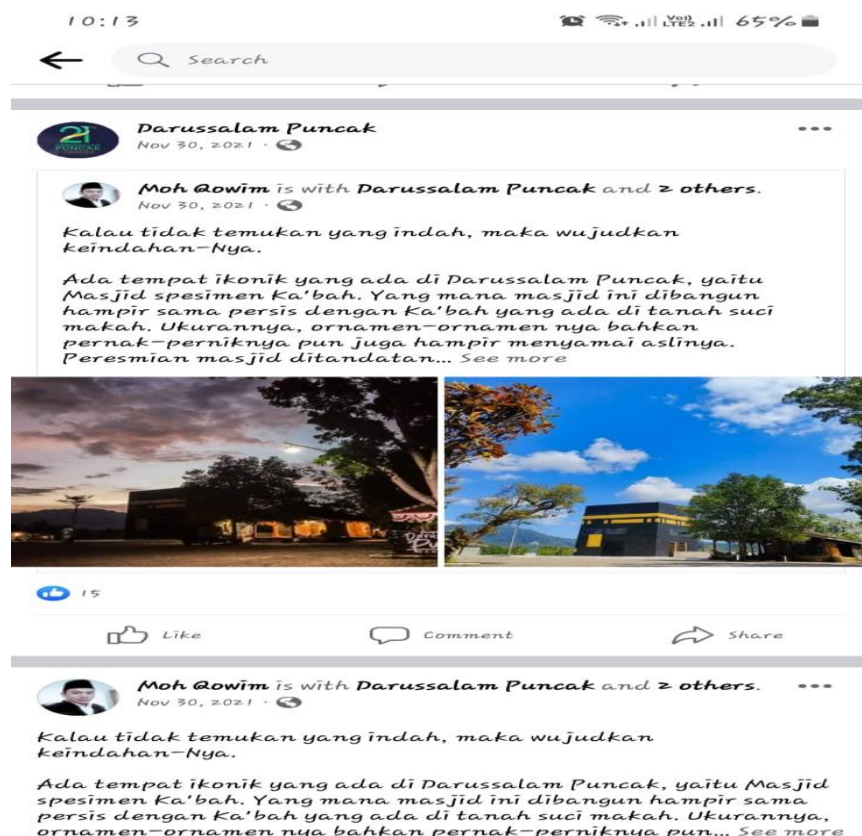 10:13 Vo)) LTE2 65%
Search
Darussalam Puncak
Nov 30, 2021 ·
Moh Qowim is with Darussalam Puncak and 2 others.
Nov 30, 2021 ·
Kalau tidak temukan yang indah, maka wujudkan
keindahan-Nya.
Ada tempat ikonik yang ada di Darussalam Puncak, yaitu
Masjid spesimen Ka'bah. Yang mana masjid ini dibangun
hampir sama persis dengan Ka'bah yang ada di tanah suci
makah. Ukurannya, ornamen-ornamen nya bahkan
pernak-perniknya pun juga hampir menyamai aslinya.
Peresmian masjid ditandatan... See more
15
Like Comment Share
Moh Qowim is with Darussalam Puncak and 2 others.
Nov 30, 2021 ·
Kalau tidak temukan yang indah, maka wujudkan
keindahan-Nya.
Ada tempat ikonik yang ada di Darussalam Puncak, yaitu Masjid
spesimen Ka'bah. Yang mana masjid ini dibangun hampir sama
persis dengan Ka'bah yang ada di tanah suci makah. Ukurannya,
ornamen-ornamen nya bahkan pernak-perniknya pun... See more